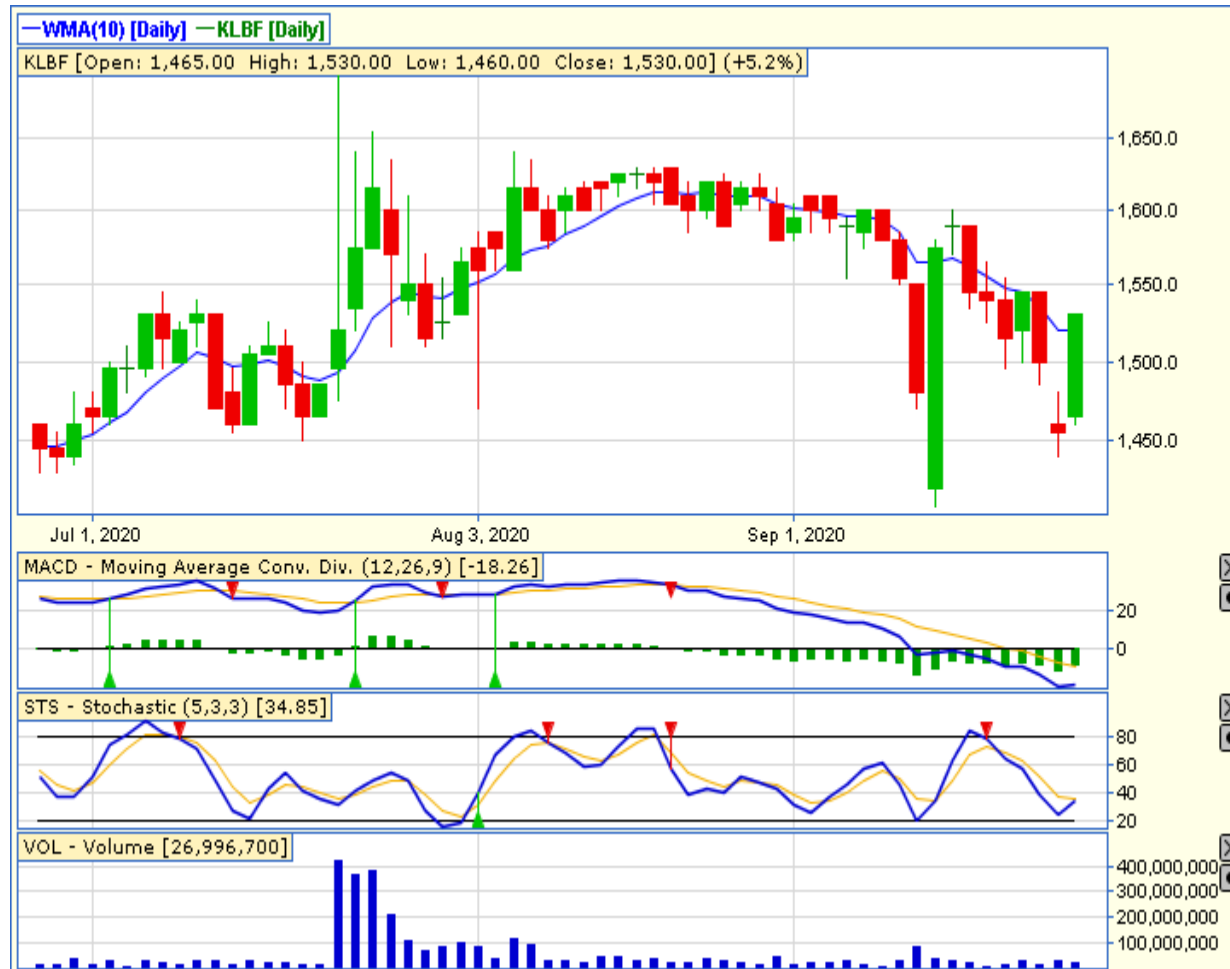 WMA(10) [Daily] KLBF [Daily]
KLBF [Open: 1,465.00 High: 1,530.00 Low: 1,460.00 Close: 1,530.00] (+5.2%)
1,650.0
1,600.0
1,550.0
1,500.0
1,450.0
Jul 1, 2020 Aug 3, 2020 Sep 1, 2020
MACD - Moving Average Conv. Div. (12,26,9) [-18.26]
20
0
STS - Stochastic (5,3,3) [34.85]
80
60
40
20
VOL - Volume [26,996,700]
400,000,000
300,000,000
200,000,000
100,000,000